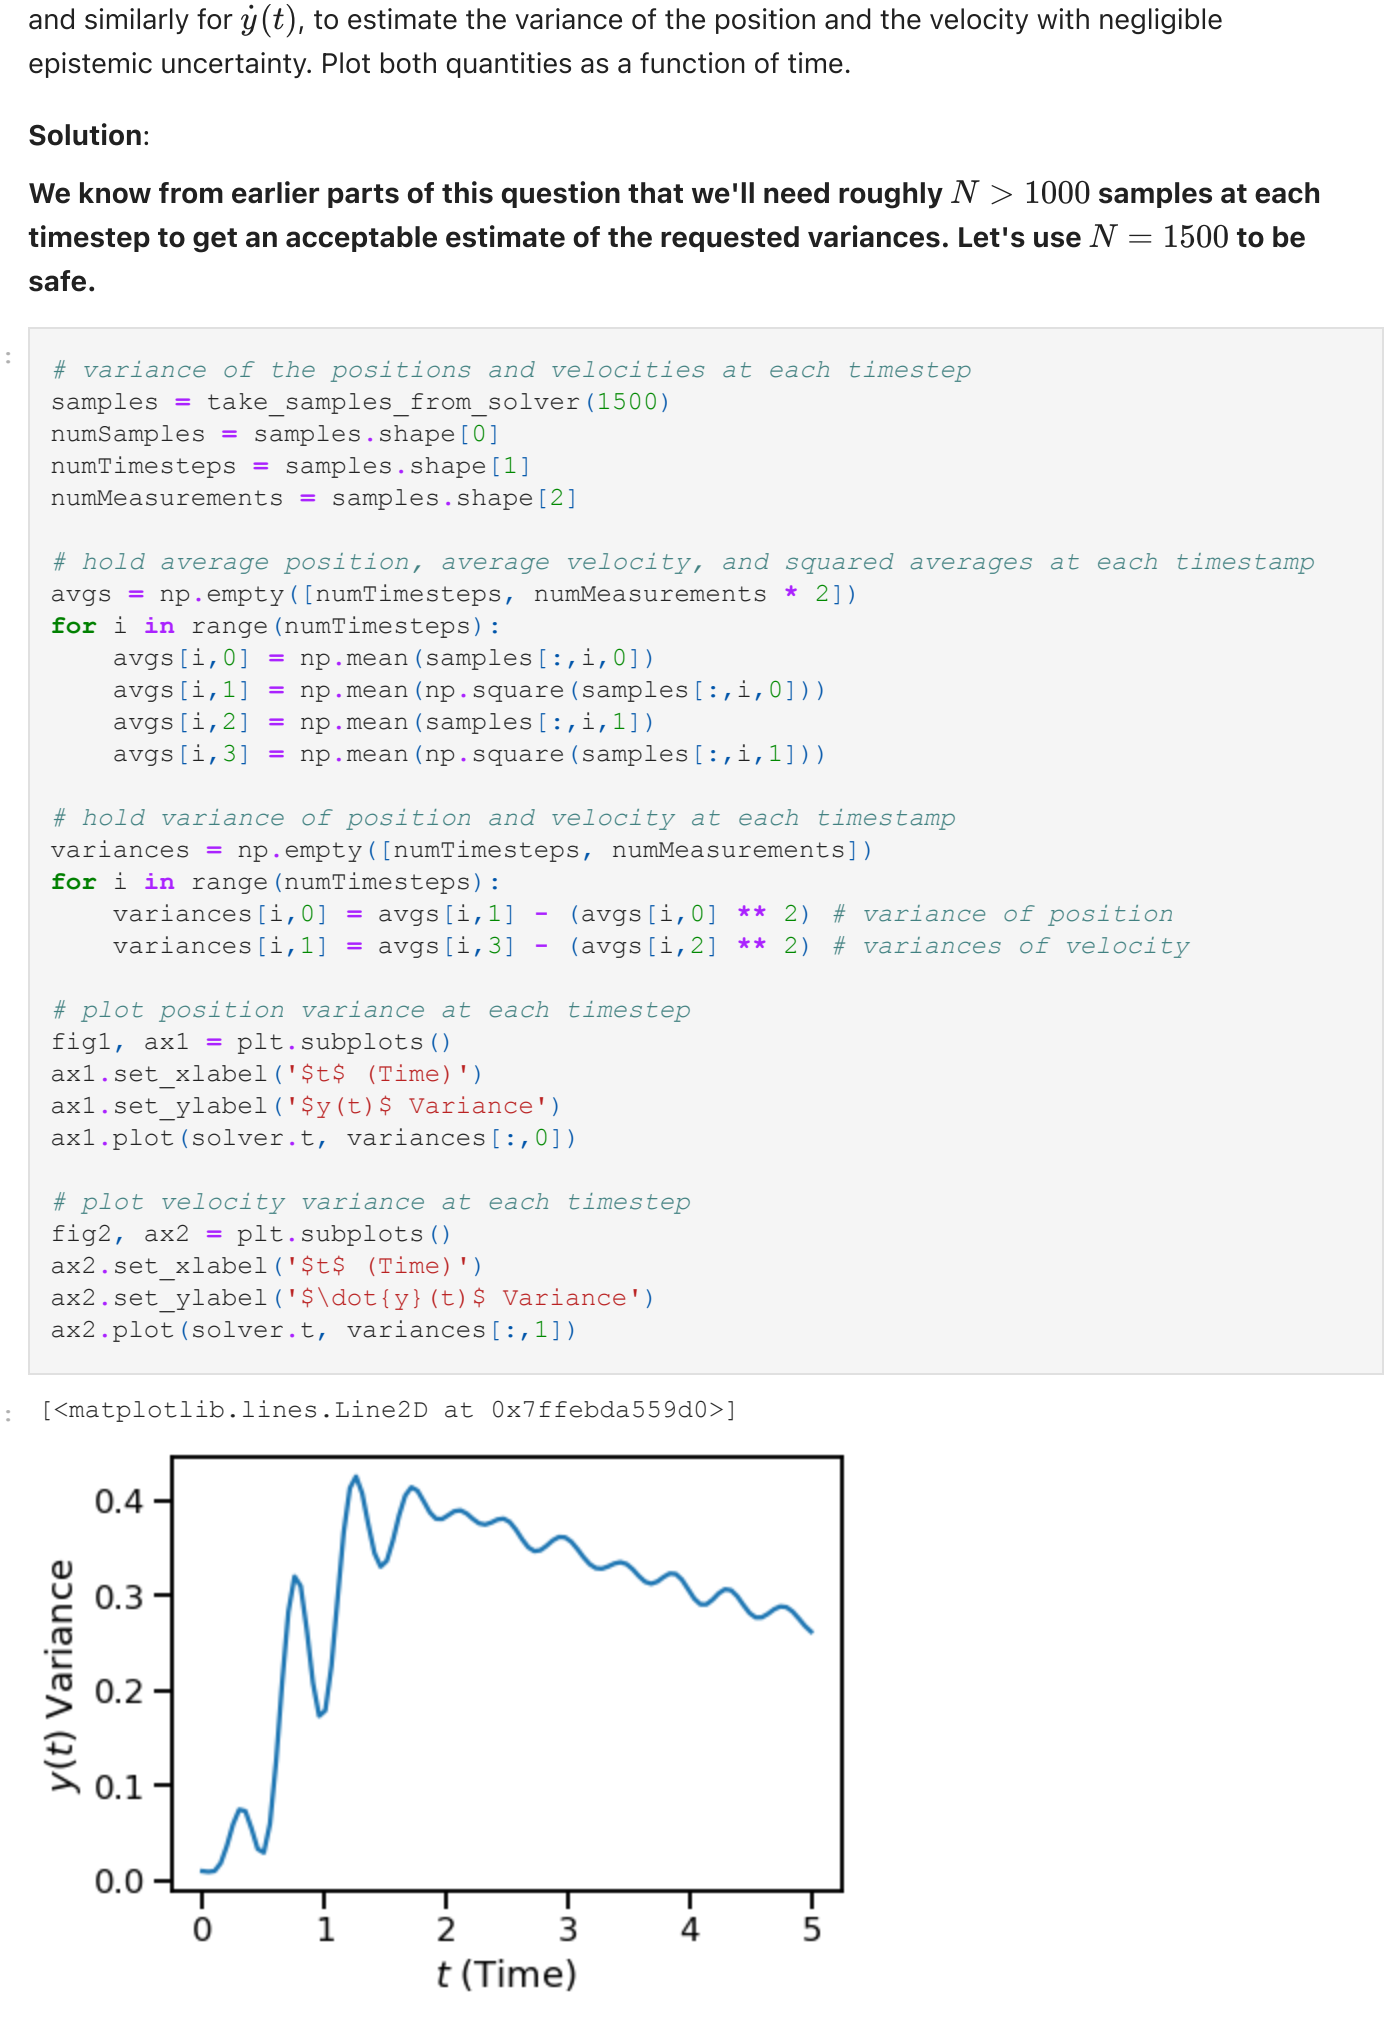 and similarly for ẏ(t), to estimate the variance of the position and the velocity with negligible
epistemic uncertainty. Plot both quantities as a function of time.
Solution:
We know from earlier parts of this question that we'll need roughly N > 1000 samples at each
timestep to get an acceptable estimate of the requested variances. Let's use N = 1500 to be
safe.
:
# variance of the positions and velocities at each timestep
samples = take_samples_from_solver(1500)
numSamples = samples.shape[0]
numTimesteps = samples.shape[1]
numMeasurements = samples.shape[2]

# hold average position, average velocity, and squared averages at each timestamp
avgs = np.empty([numTimesteps, numMeasurements * 2])
for i in range(numTimesteps):
    avgs[i,0] = np.mean(samples[:,i,0])
    avgs[i,1] = np.mean(np.square(samples[:,i,0]))
    avgs[i,2] = np.mean(samples[:,i,1])
    avgs[i,3] = np.mean(np.square(samples[:,i,1]))

# hold variance of position and velocity at each timestamp
variances = np.empty([numTimesteps, numMeasurements])
for i in range(numTimesteps):
    variances[i,0] = avgs[i,1] - (avgs[i,0] ** 2) # variance of position
    variances[i,1] = avgs[i,3] - (avgs[i,2] ** 2) # variances of velocity

# plot position variance at each timestep
fig1, ax1 = plt.subplots()
ax1.set_xlabel('$t$ (Time)')
ax1.set_ylabel('$y(t)$ Variance')
ax1.plot(solver.t, variances[:,0])

# plot velocity variance at each timestep
fig2, ax2 = plt.subplots()
ax2.set_xlabel('$t$ (Time)')
ax2.set_ylabel('$\dot{y}(t)$ Variance')
ax2.plot(solver.t, variances[:,1])
:
[<matplotlib.lines.Line2D at 0x7ffebda559d0>]
y(t) Variance
0.4
0.3
0.2
0.1
0.0
0 1 2 3 4 5
t (Time)